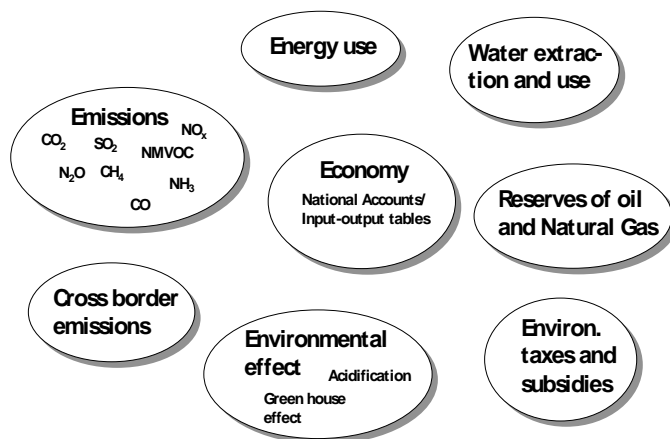 Energy use
Water extrac-
tion and use
Emissions
CO₂
SO₂
NOₓ
NMVOC
N₂O
CH₄
NH₃
CO
Economy
National Accounts/
Input-output tables
Reserves of oil
and Natural Gas
Cross border
emissions
Environmental
effect
Acidification
Green house
effect
Environ.
taxes and
subsidies